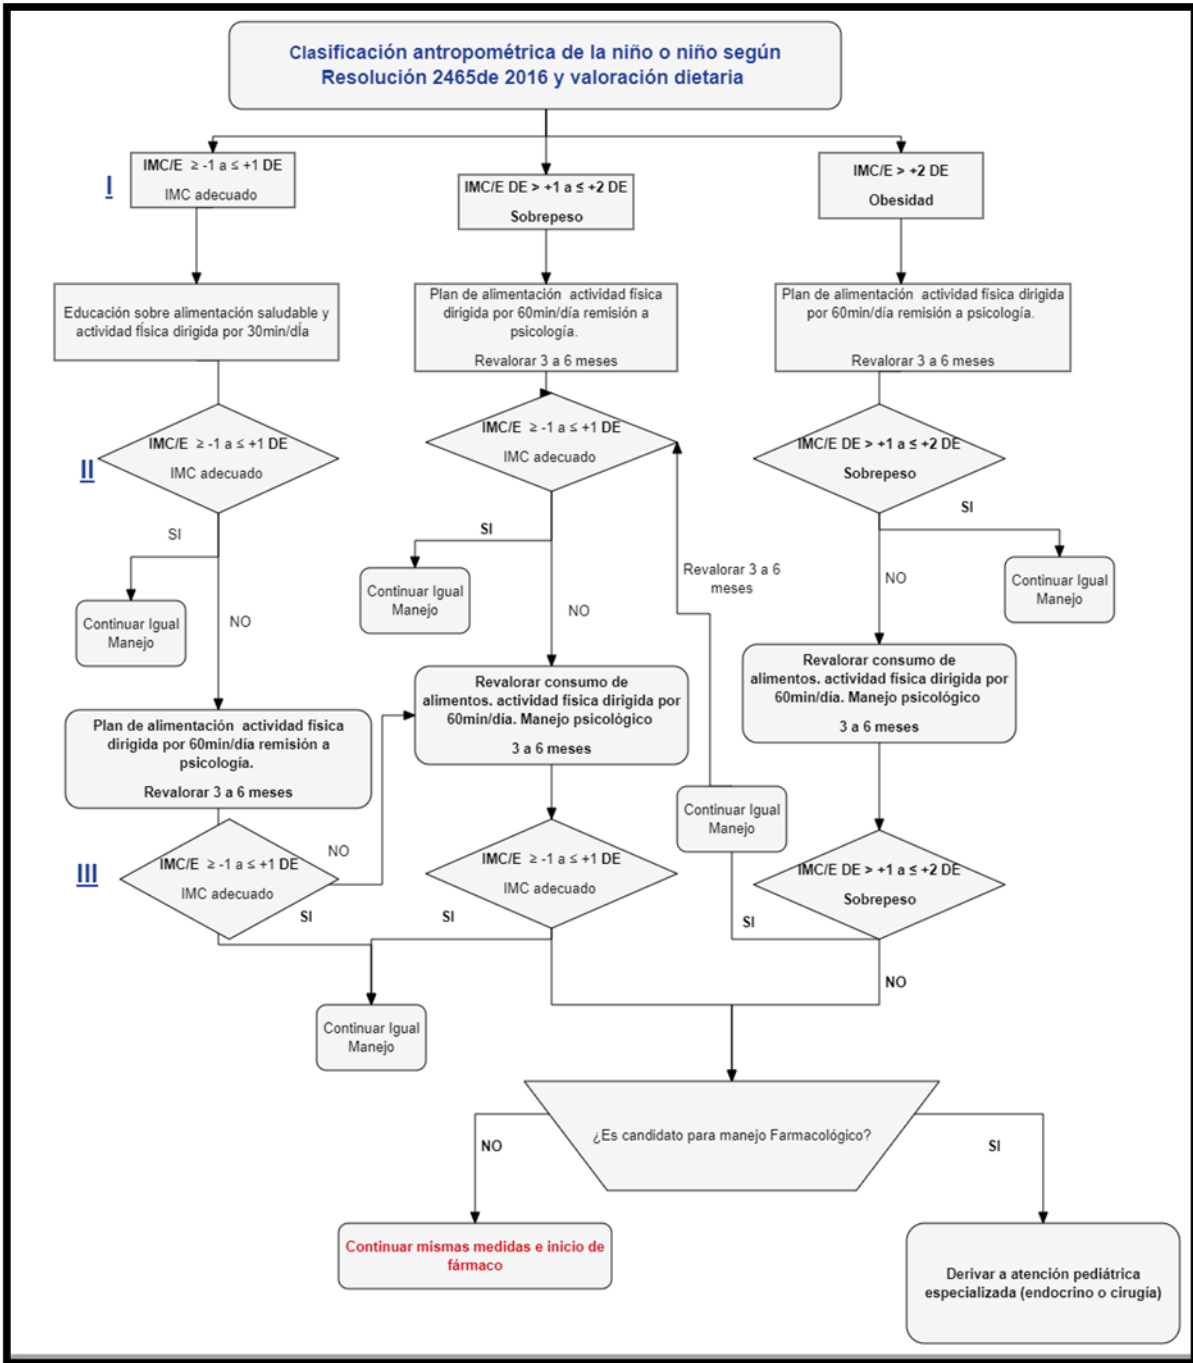 Clasificación antropométrica de la niño o niño según
Resolución 2465de 2016 y valoración dietaria
I
IMC/E ≥ -1 a ≤ +1 DE
IMC adecuado
IMC/E DE > +1 a ≤ +2 DE
Sobrepeso
IMC/E > +2 DE
Obesidad
Educación sobre alimentación saludable y
actividad física dirigida por 30min/día
Plan de alimentación actividad física
dirigida por 60min/día remisión a
psicología.
Revalorar 3 a 6 meses
Plan de alimentación actividad física dirigida
por 60min/día remisión a psicología.
Revalorar 3 a 6 meses
II
IMC/E ≥ -1 a ≤ +1 DE
IMC adecuado
IMC/E ≥ -1 a ≤ +1 DE
IMC adecuado
IMC/E DE > +1 a ≤ +2 DE
Sobrepeso
SI
SI
SI
Continuar Igual
Manejo
NO
Continuar Igual
Manejo
NO
Revalorar 3 a 6
meses
NO
Continuar Igual
Manejo
Plan de alimentación actividad física
dirigida por 60min/día remisión a
psicología.
Revalorar 3 a 6 meses
Revalorar consumo de
alimentos. actividad física dirigida por
60min/día. Manejo psicológico
3 a 6 meses
Revalorar consumo de
alimentos. actividad física dirigida por
60min/día. Manejo psicológico
3 a 6 meses
Continuar Igual
Manejo
III
IMC/E ≥ -1 a ≤ +1 DE
IMC adecuado
NO
SI
IMC/E ≥ -1 a ≤ +1 DE
IMC adecuado
SI
IMC/E DE > +1 a ≤ +2 DE
Sobrepeso
SI
NO
Continuar Igual
Manejo
¿Es candidato para manejo Farmacológico?
NO
SI
Continuar mismas medidas e inicio de
fármaco
Derivar a atención pediátrica
especializada (endocrino o cirugía)